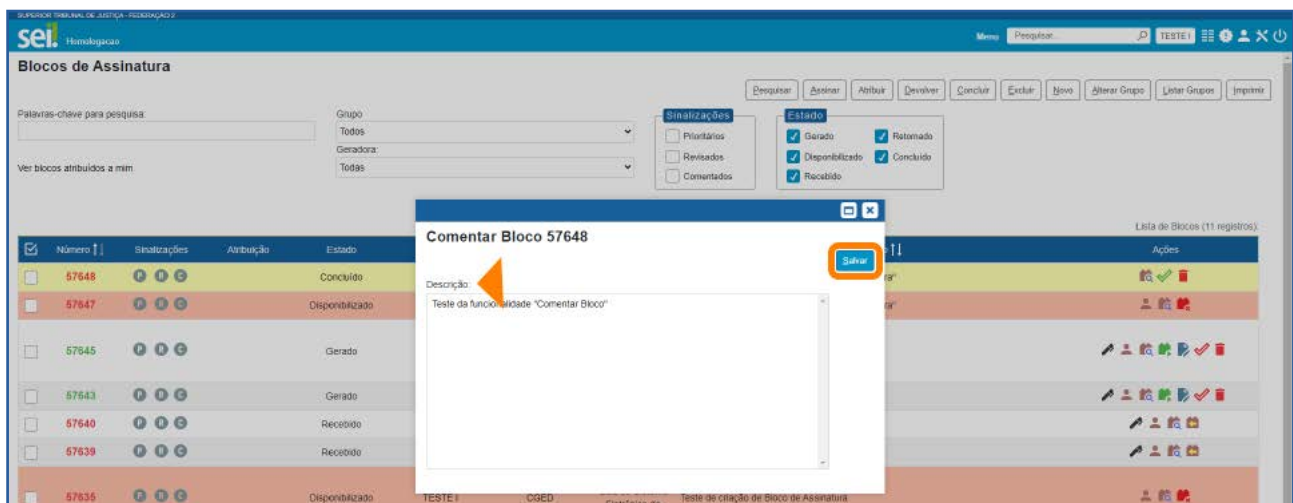 SUPERIOR TRIBUNAL DE JUSTIÇA - FEDERAÇÃO 2
sei. Homologacao
Menu Pesquisar... TESTE I
Blocos de Assinatura
Pesquisar Assinar Atribuir Devolver Concluir Excluir Novo Alterar Grupo Listar Grupos Imprimir
Palavras-chave para pesquisa:
Grupo
Todos
Geradora:
Todas
Ver blocos atribuídos a mim
Sinalizações
Prioritários
Revisados
Comentados
Estado
Gerado Retornado
Disponibilizado Concluído
Recebido
Lista de Blocos (11 registros):
Comentar Bloco 57648
Salvar
Descrição:
Teste da funcionalidade "Comentar Bloco"
Número Sinalizações Atribuição Estado Ações
57648 P R C Concluído
57647 P R C Disponibilizado
57645 P R C Gerado
57643 P R C Gerado
57640 P R C Recebido
57639 P R C Recebido
57635 P R C Disponibilizado TESTE I CGED Teste de criação de Bloco de Assinatura